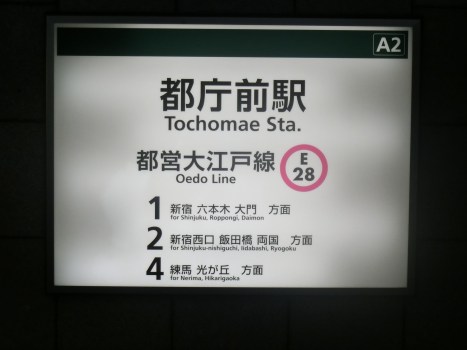 A2
都庁前駅
Tochomae Sta.
都営大江戸線 E 28
Oedo Line
1 新宿 六本木 大門 方面
for Shinjuku, Roppongi, Daimon
2 新宿西口 飯田橋 両国 方面
for Shinjuku-nishiguchi, Iidabashi, Ryogoku
4 練馬 光が丘 方面
for Nerima, Hikarigaoka